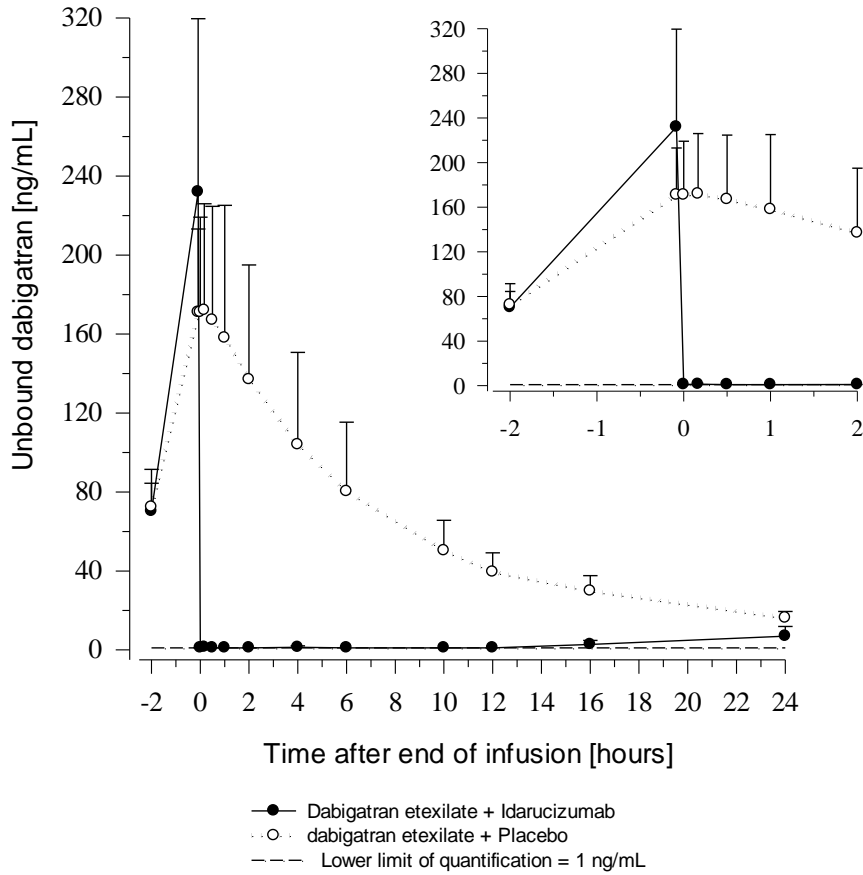 320
280
240
200
160
120
80
40
0
Unbound dabigatran [ng/mL]
-2 0 2 4 6 8 10 12 14 16 18 20 22 24
Time after end of infusion [hours]
320
280
240
200
160
120
80
40
0
-2 -1 0 1 2
Dabigatran etexilate + Idarucizumab
dabigatran etexilate + Placebo
Lower limit of quantification = 1 ng/mL